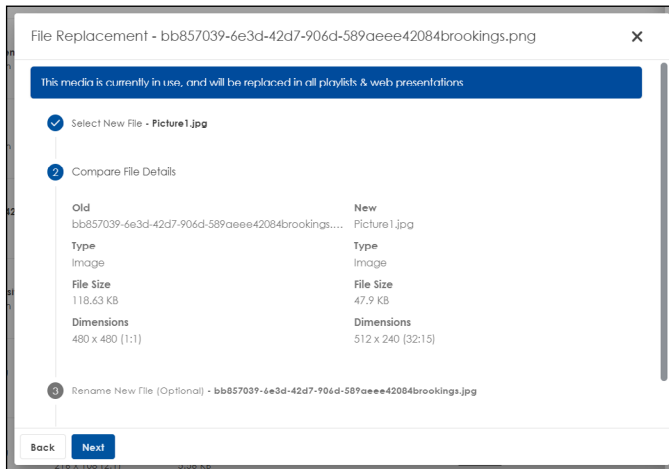 File Replacement - bb857039-6e3d-42d7-906d-589aeee42084brookings.png
This media is currently in use, and will be replaced in all playlists & web presentations
Select New File - Picture1.jpg
2 Compare File Details
Old New
bb857039-6e3d-42d7-906d-589aeee42084brookings.... Picture1.jpg
Type Type
Image Image
File Size File Size
118.63 KB 47.9 KB
Dimensions Dimensions
480 x 480 (1:1) 512 x 240 (32:15)
3 Rename New File (Optional) - bb857039-6e3d-42d7-906d-589aeee42084brookings.jpg
Back Next